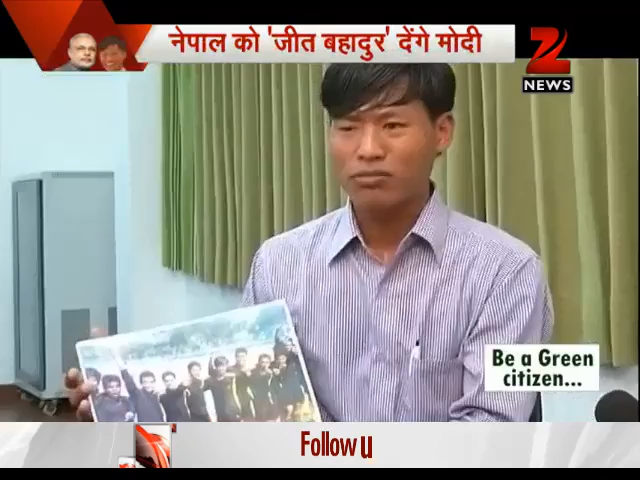 नेपाल को 'जीत बहादुर' देंगे मोदी
NEWS
Be a Green
citizen...
Follow u